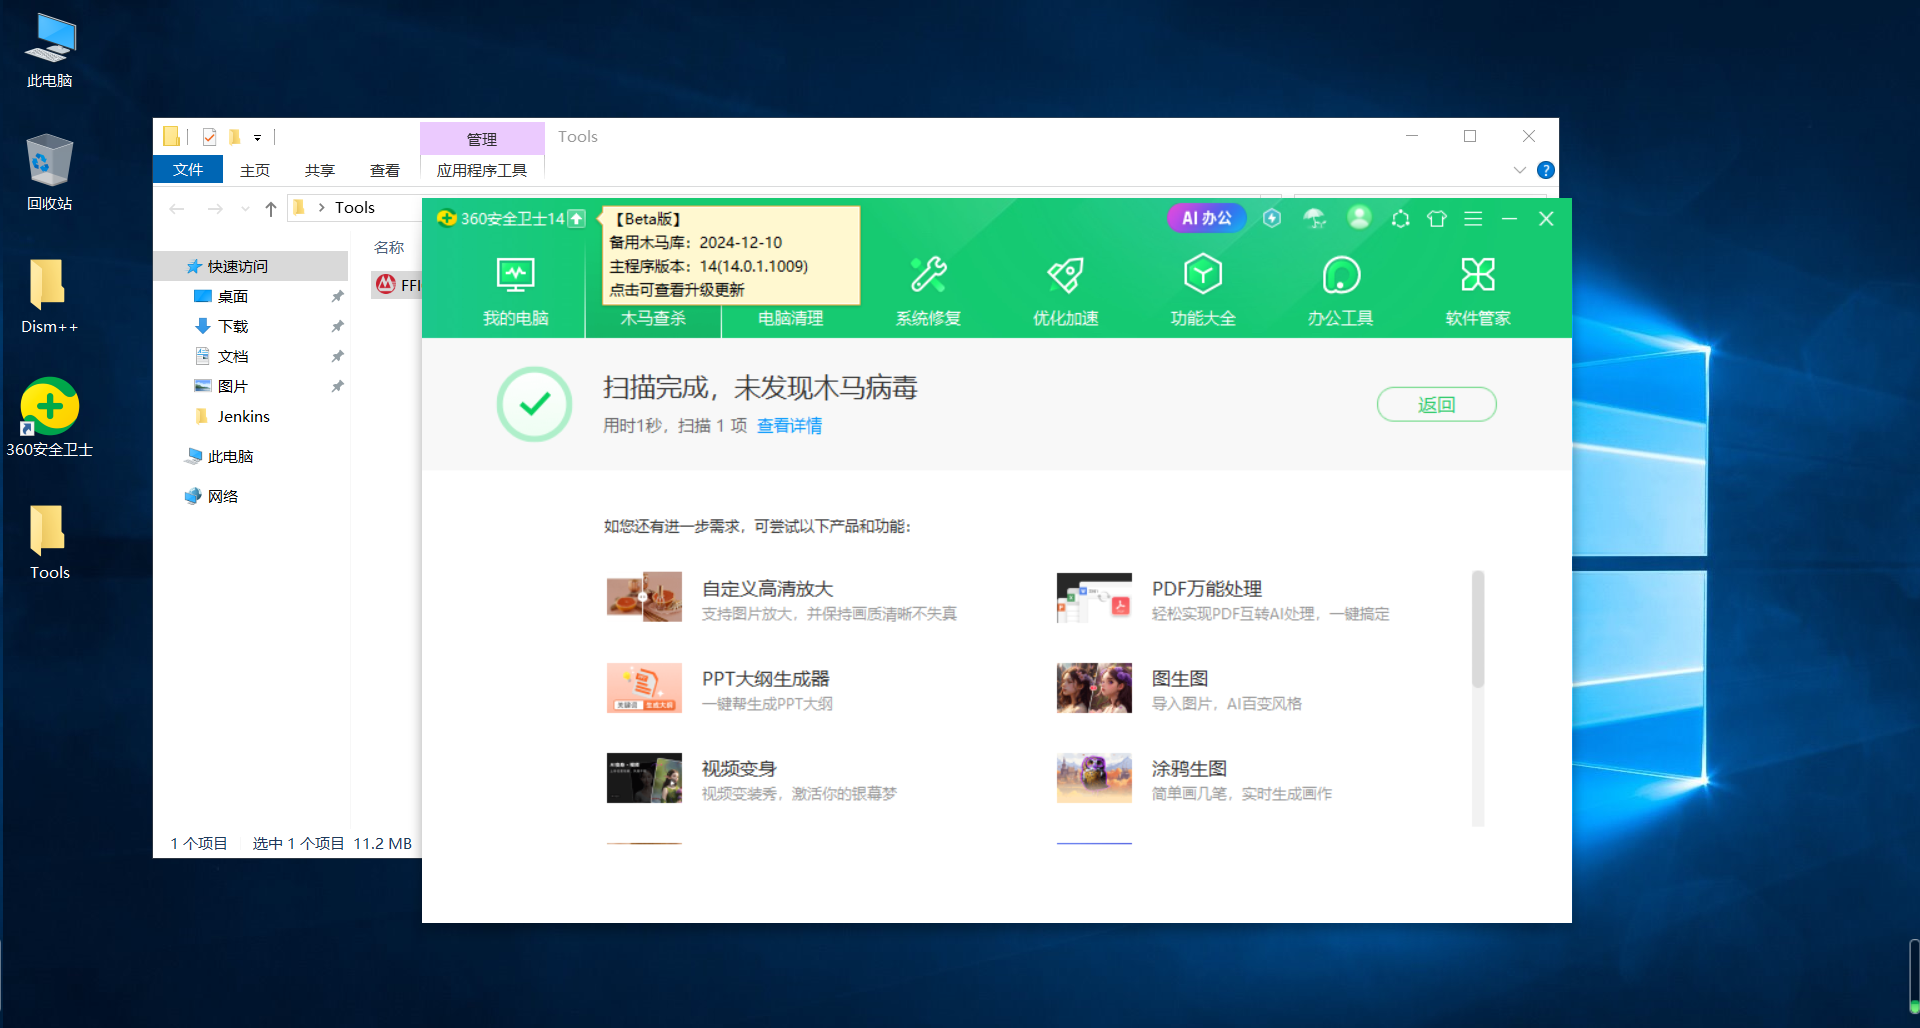 此电脑
回收站
Dism++
360安全卫士
Tools
管理
Tools
文件
主页
共享
查看
应用程序工具
Tools
名称
快速访问
桌面
下载
文档
图片
Jenkins
此电脑
网络
1 个项目
选中 1 个项目 11.2 MB
360安全卫士14
【Beta版】
备用木马库：2024-12-10
主程序版本：14(14.0.1.1009)
点击可查看升级更新
AI 办公
我的电脑
木马查杀
电脑清理
系统修复
优化加速
功能大全
办公工具
软件管家
扫描完成，未发现木马病毒
用时1秒，扫描 1 项 查看详情
返回
如您还有进一步需求，可尝试以下产品和功能：
自定义高清放大
支持图片放大，并保持画质清晰不失真
PDF万能处理
轻松实现PDF互转AI处理，一键搞定
PPT大纲生成器
一键帮生成PPT大纲
图生图
导入图片，AI百变风格
视频变身
视频变装秀，激活你的银幕梦
涂鸦生图
简单画几笔，实时生成画作